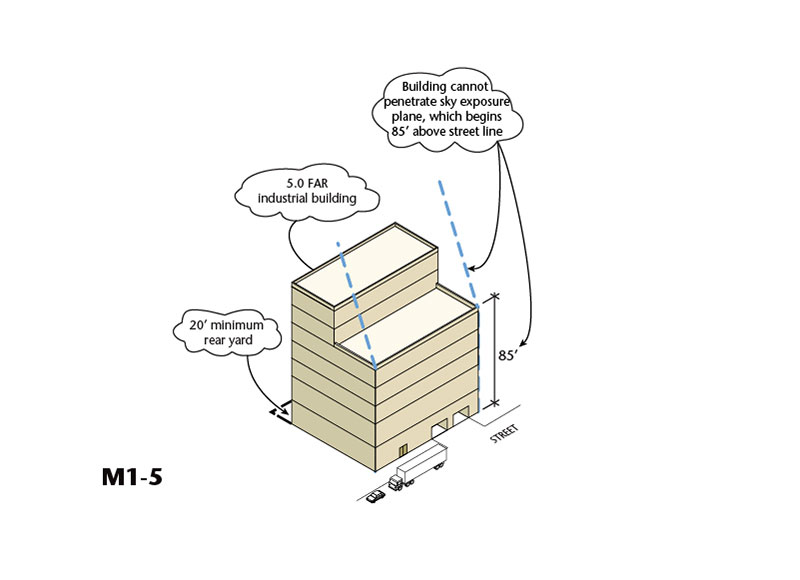 Building cannot
penetrate sky exposure
plane, which begins
85’ above street line
5.0 FAR
industrial building
20’ minimum
rear yard
85’
STREET
M1-5